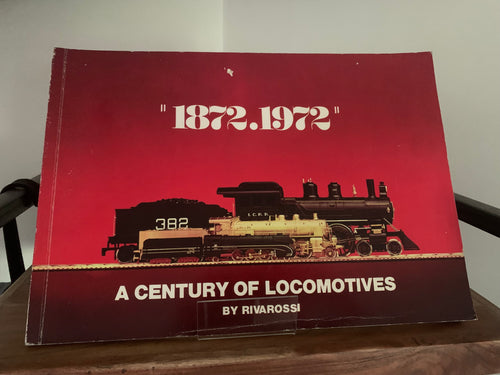 "1872.1972"
I.C.R.R.
382
A CENTURY OF LOCOMOTIVES
BY RIVAROSSI